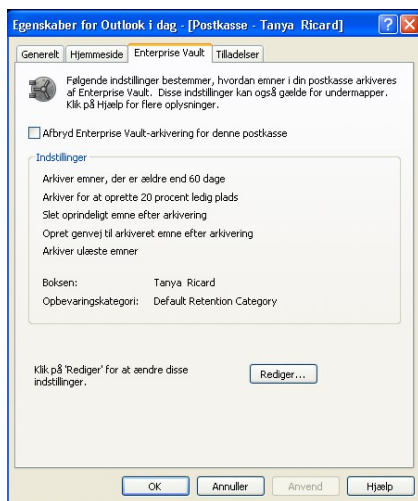 Egenskaber for Outlook i dag - [Postkasse - Tanya Ricard]
Generelt Hjemmeside Enterprise Vault Tilladelser
Følgende indstillinger bestemmer, hvordan emner i din postkasse arkiveres
af Enterprise Vault. Disse indstillinger kan også gælde for undermapper.
Klik på Hjælp for flere oplysninger.
Afbryd Enterprise Vault-arkivering for denne postkasse
Indstillinger
Arkiver emner, der er ældre end 60 dage
Arkiver for at oprette 20 procent ledig plads
Slet oprindeligt emne efter arkivering
Opret genvej til arkiveret emne efter arkivering
Arkiver ulæste emner
Boksen: Tanya Ricard
Opbevaringskategori: Default Retention Category
Klik på 'Rediger' for at ændre disse
indstillinger.
Rediger...
OK Annuller Anvend Hjælp